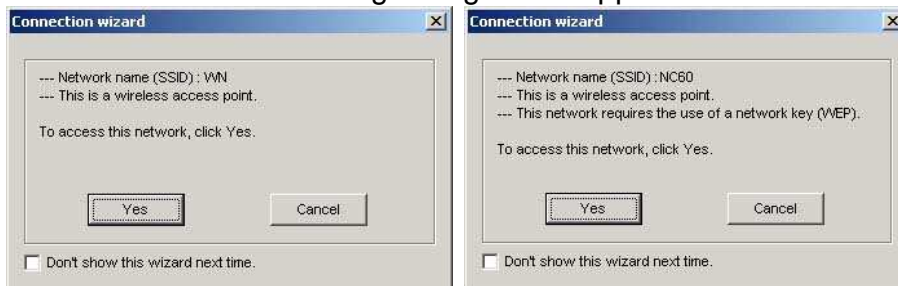 Connection wizard
--- Network name (SSID) : WN
--- This is a wireless access point.
To access this network, click Yes.
Yes
Cancel
Don't show this wizard next time.
Connection wizard
--- Network name (SSID) :NC60
--- This is a wireless access point.
--- This network requires the use of a network key (WEP).
To access this network, click Yes.
Yes
Cancel
Don't show this wizard next time.